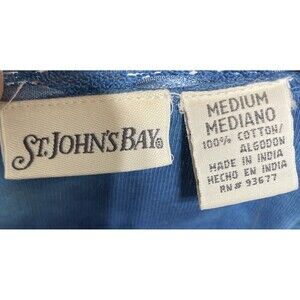 ST. JOHN'S BAY®
MEDIUM
MEDIANO
100% COTTON/
ALGODON
MADE IN INDIA
HECHO EN INDIA
RN# 93677